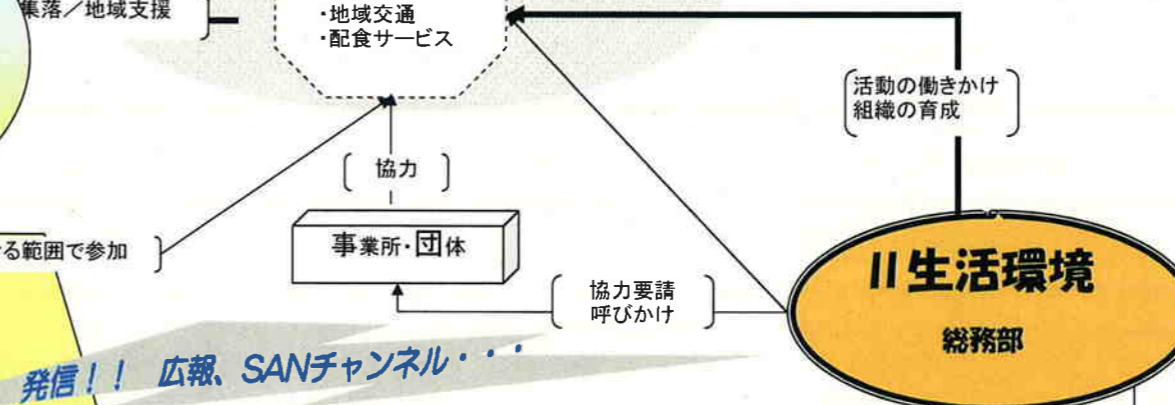 集落／地域支援
・地域交通
・配食サービス
活動の働きかけ
組織の育成
協力
る範囲で参加
事業所・団体
協力要請
呼びかけ
II生活環境
総務部
発信！！ 広報、SANチャンネル・・・